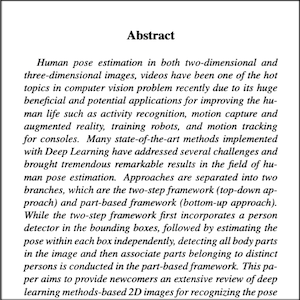 Abstract
Human pose estimation in both two-dimensional and
three-dimensional images, videos have been one of the hot
topics in computer vision problem recently due to its huge
beneficial and potential applications for improving the hu-
man life such as activity recognition, motion capture and
augmented reality, training robots, and motion tracking
for consoles. Many state-of-the-art methods implemented
with Deep Learning have addressed several challenges and
brought tremendous remarkable results in the field of hu-
man pose estimation. Approaches are separated into two
branches, which are the two-step framework (top-down ap-
proach) and part-based framework (bottom-up approach).
While the two-step framework first incorporates a person
detector in the bounding boxes, followed by estimating the
pose within each box independently, detecting all body parts
in the image and then associate parts belonging to distinct
persons is conducted in the part-based framework. This pa-
per aims to provide newcomers an extensive review of deep
learning methods-based 2D images for recognizing the pose